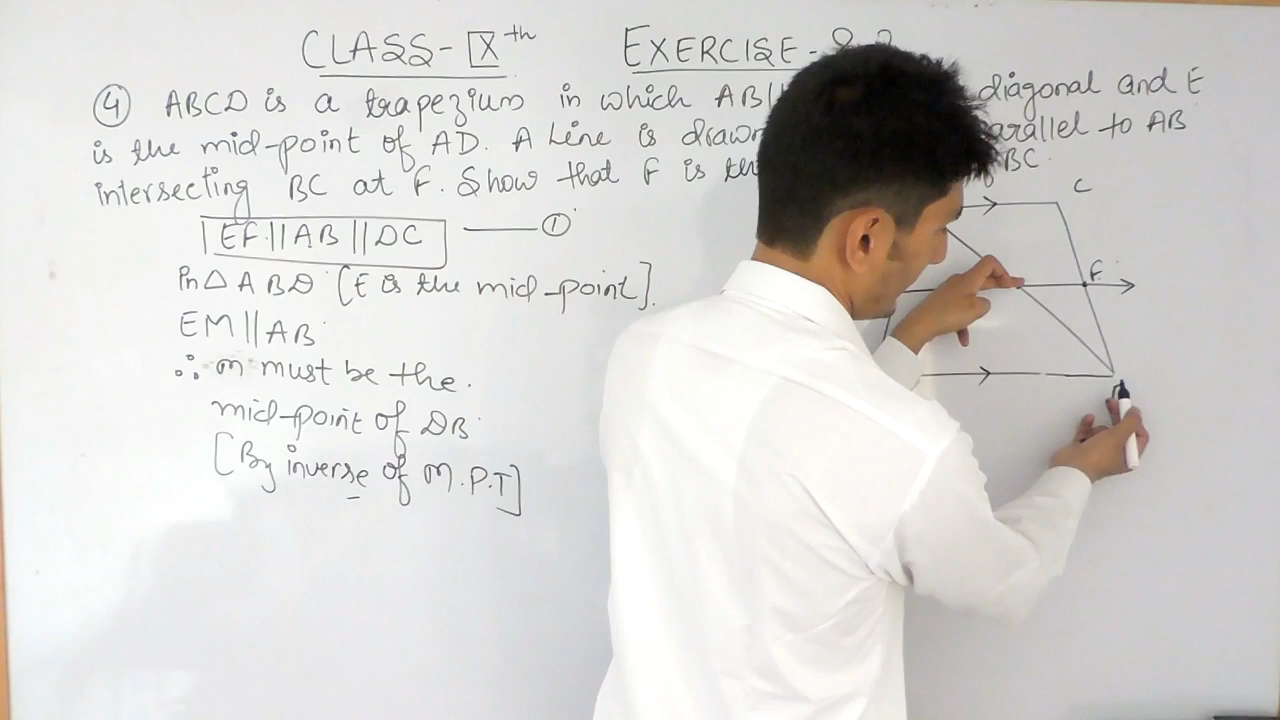 CLASS- IX th EXERCISE-
④ ABCD is a trapezium in which AB|| diagonal and E
is the mid-point of AD. A line is drawn parallel to AB
intersecting BC at F. Show that F is the BC.
EF||AB||DC ①
In △ ABD [E is the mid-point].
EM||AB
∴ m must be the.
mid-point of DB
[By inverse of M.P.T]
C
F